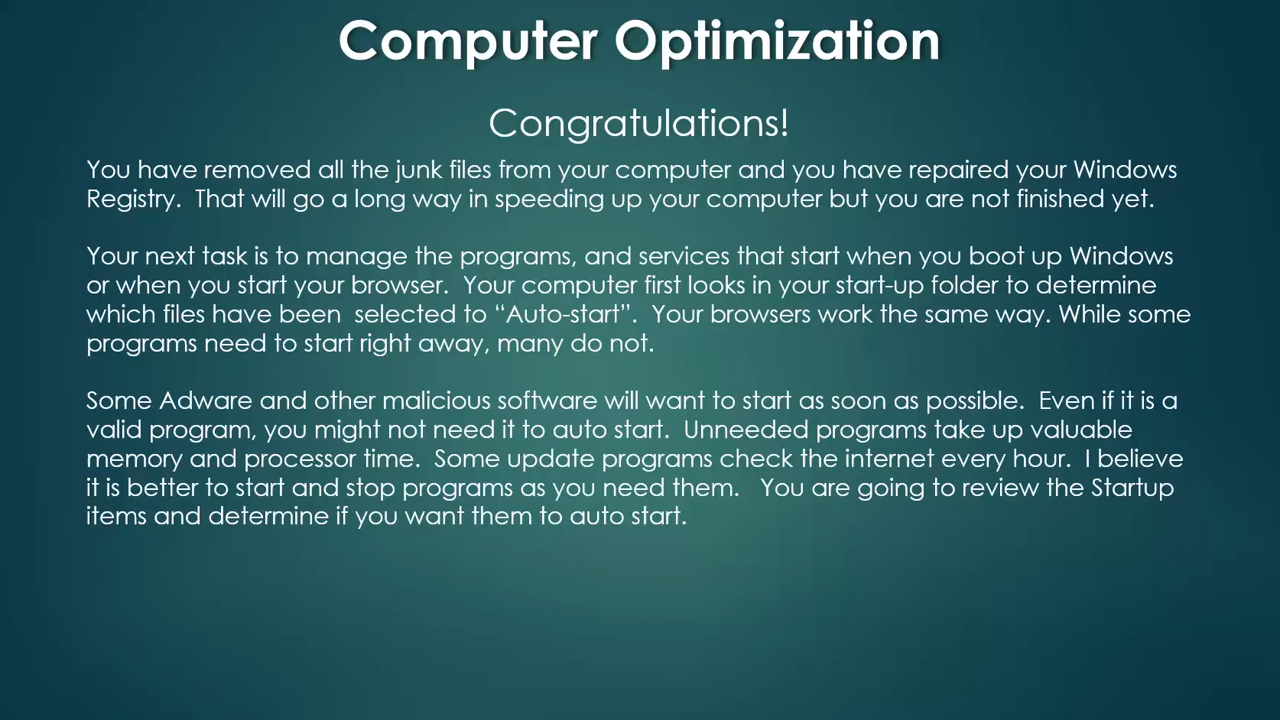 Computer Optimization
Congratulations!
You have removed all the junk files from your computer and you have repaired your Windows
Registry.  That will go a long way in speeding up your computer but you are not finished yet.
Your next task is to manage the programs, and services that start when you boot up Windows
or when you start your browser.  Your computer first looks in your start-up folder to determine
which files have been  selected to “Auto-start”.  Your browsers work the same way. While some
programs need to start right away, many do not.
Some Adware and other malicious software will want to start as soon as possible.  Even if it is a
valid program, you might not need it to auto start.  Unneeded programs take up valuable
memory and processor time.  Some update programs check the internet every hour.  I believe
it is better to start and stop programs as you need them.   You are going to review the Startup
items and determine if you want them to auto start.